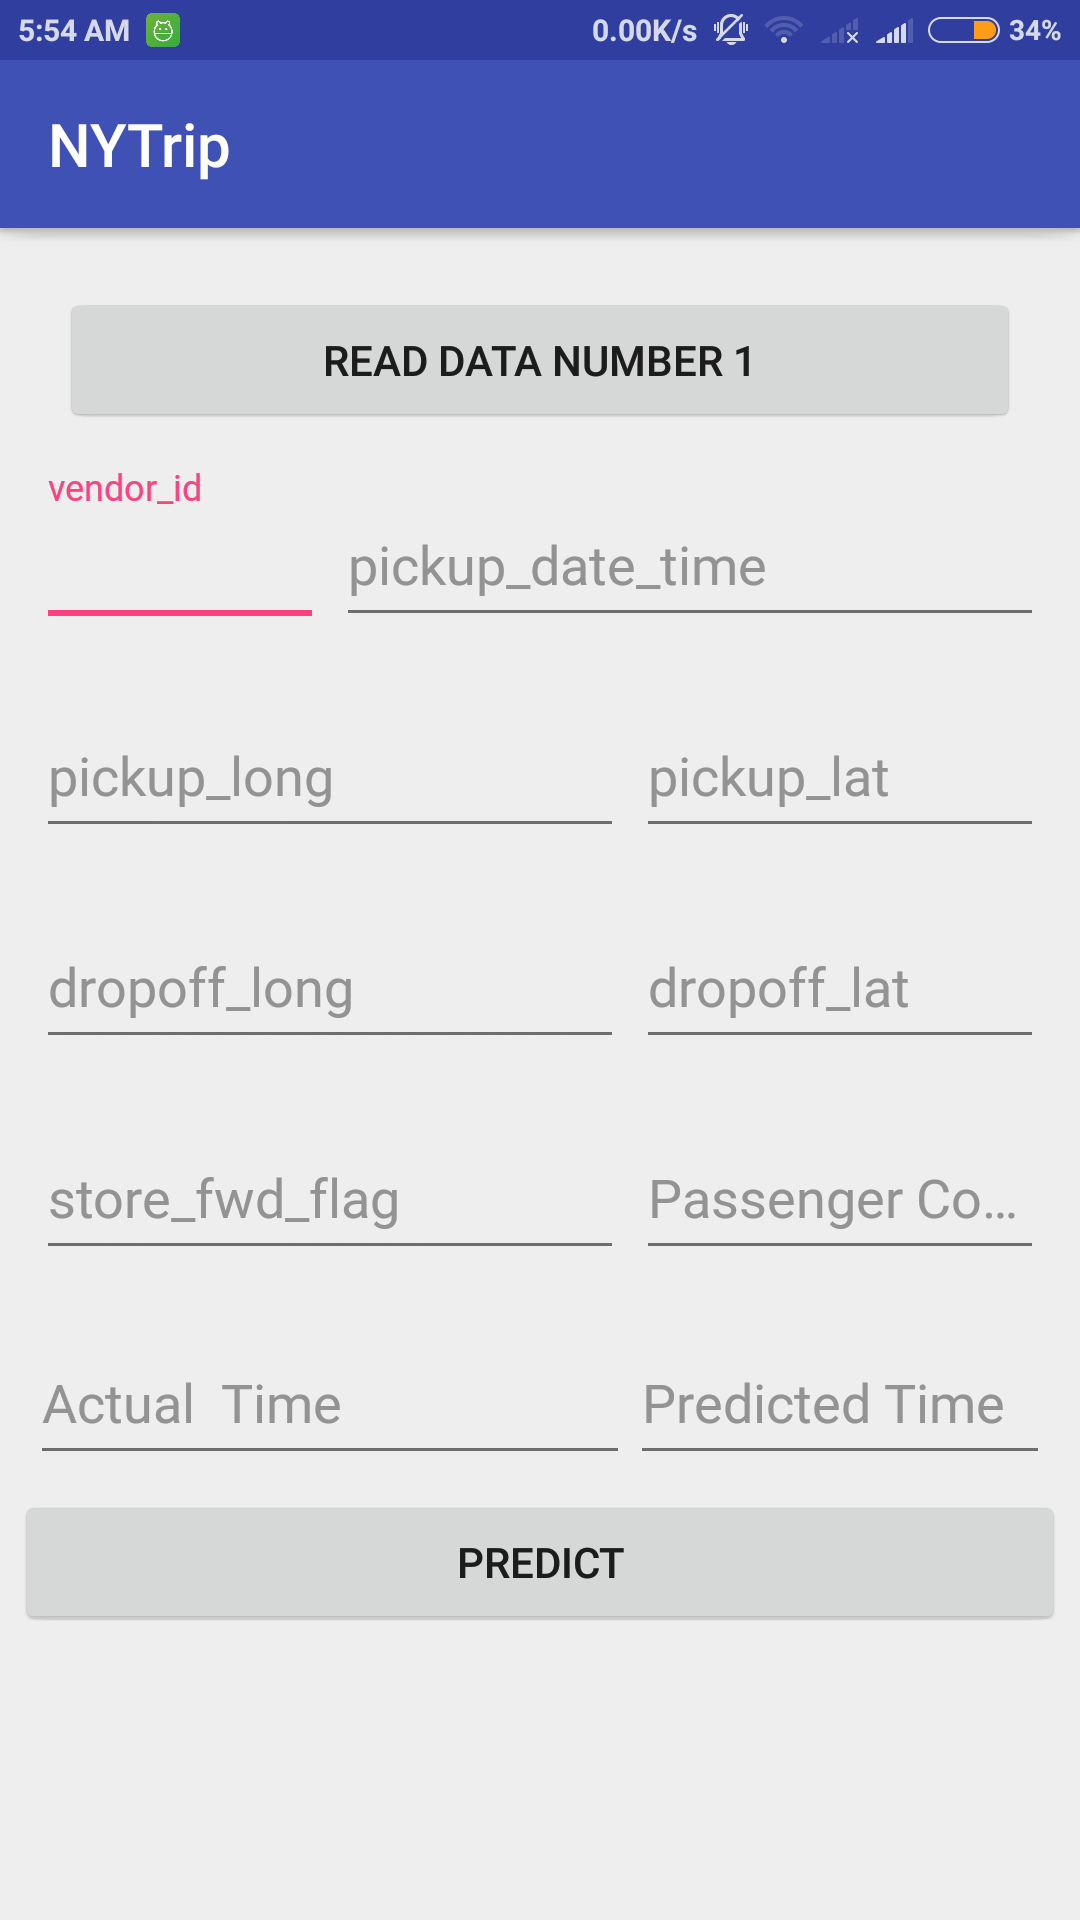 5:54 AM 0.00K/s 34%
NYTrip
READ DATA NUMBER 1
vendor_id
pickup_date_time
pickup_long pickup_lat
dropoff_long dropoff_lat
store_fwd_flag Passenger Co...
Actual  Time Predicted Time
PREDICT